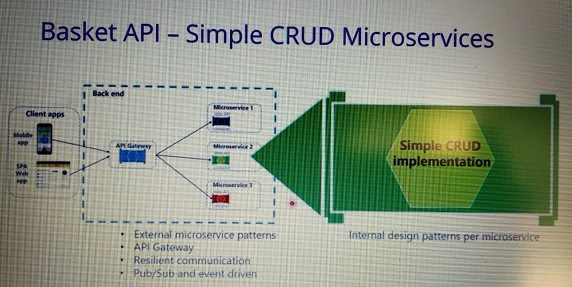 Basket API – Simple CRUD Microservices
Back end
Client apps
Mobile
app
SPA
Web
app
API Gateway
Microservice 1
Microservice 2
Microservice 3
Simple CRUD
implementation
• External microservice patterns
• API Gateway
• Resilient communication
• Pub/Sub and event driven
Internal design patterns per microservice